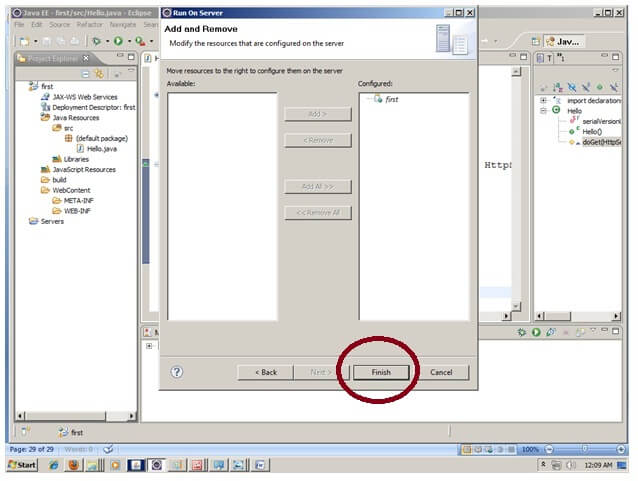 Java EE - first/src/Hello.java - Eclipse
File Edit Source Refactor Navigate Search
Java...
Project Explorer
first
JAX-WS Web Services
Deployment Descriptor: first
Java Resources
src
(default package)
Hello.java
Libraries
JavaScript Resources
build
WebContent
META-INF
WEB-INF
Servers
Run On Server
Add and Remove
Modify the resources that are configured on the server
Move resources to the right to configure them on the server
Available:
Configured:
first
Add >
< Remove
Add All >>
<< Remove All
< Back
Next >
Finish
Cancel
HttpS
import declarations
Hello
serialVersionU
Hello()
doGet(HttpSe
first
Page: 29 of 29
Words: 0
100%
Start
12:09 AM